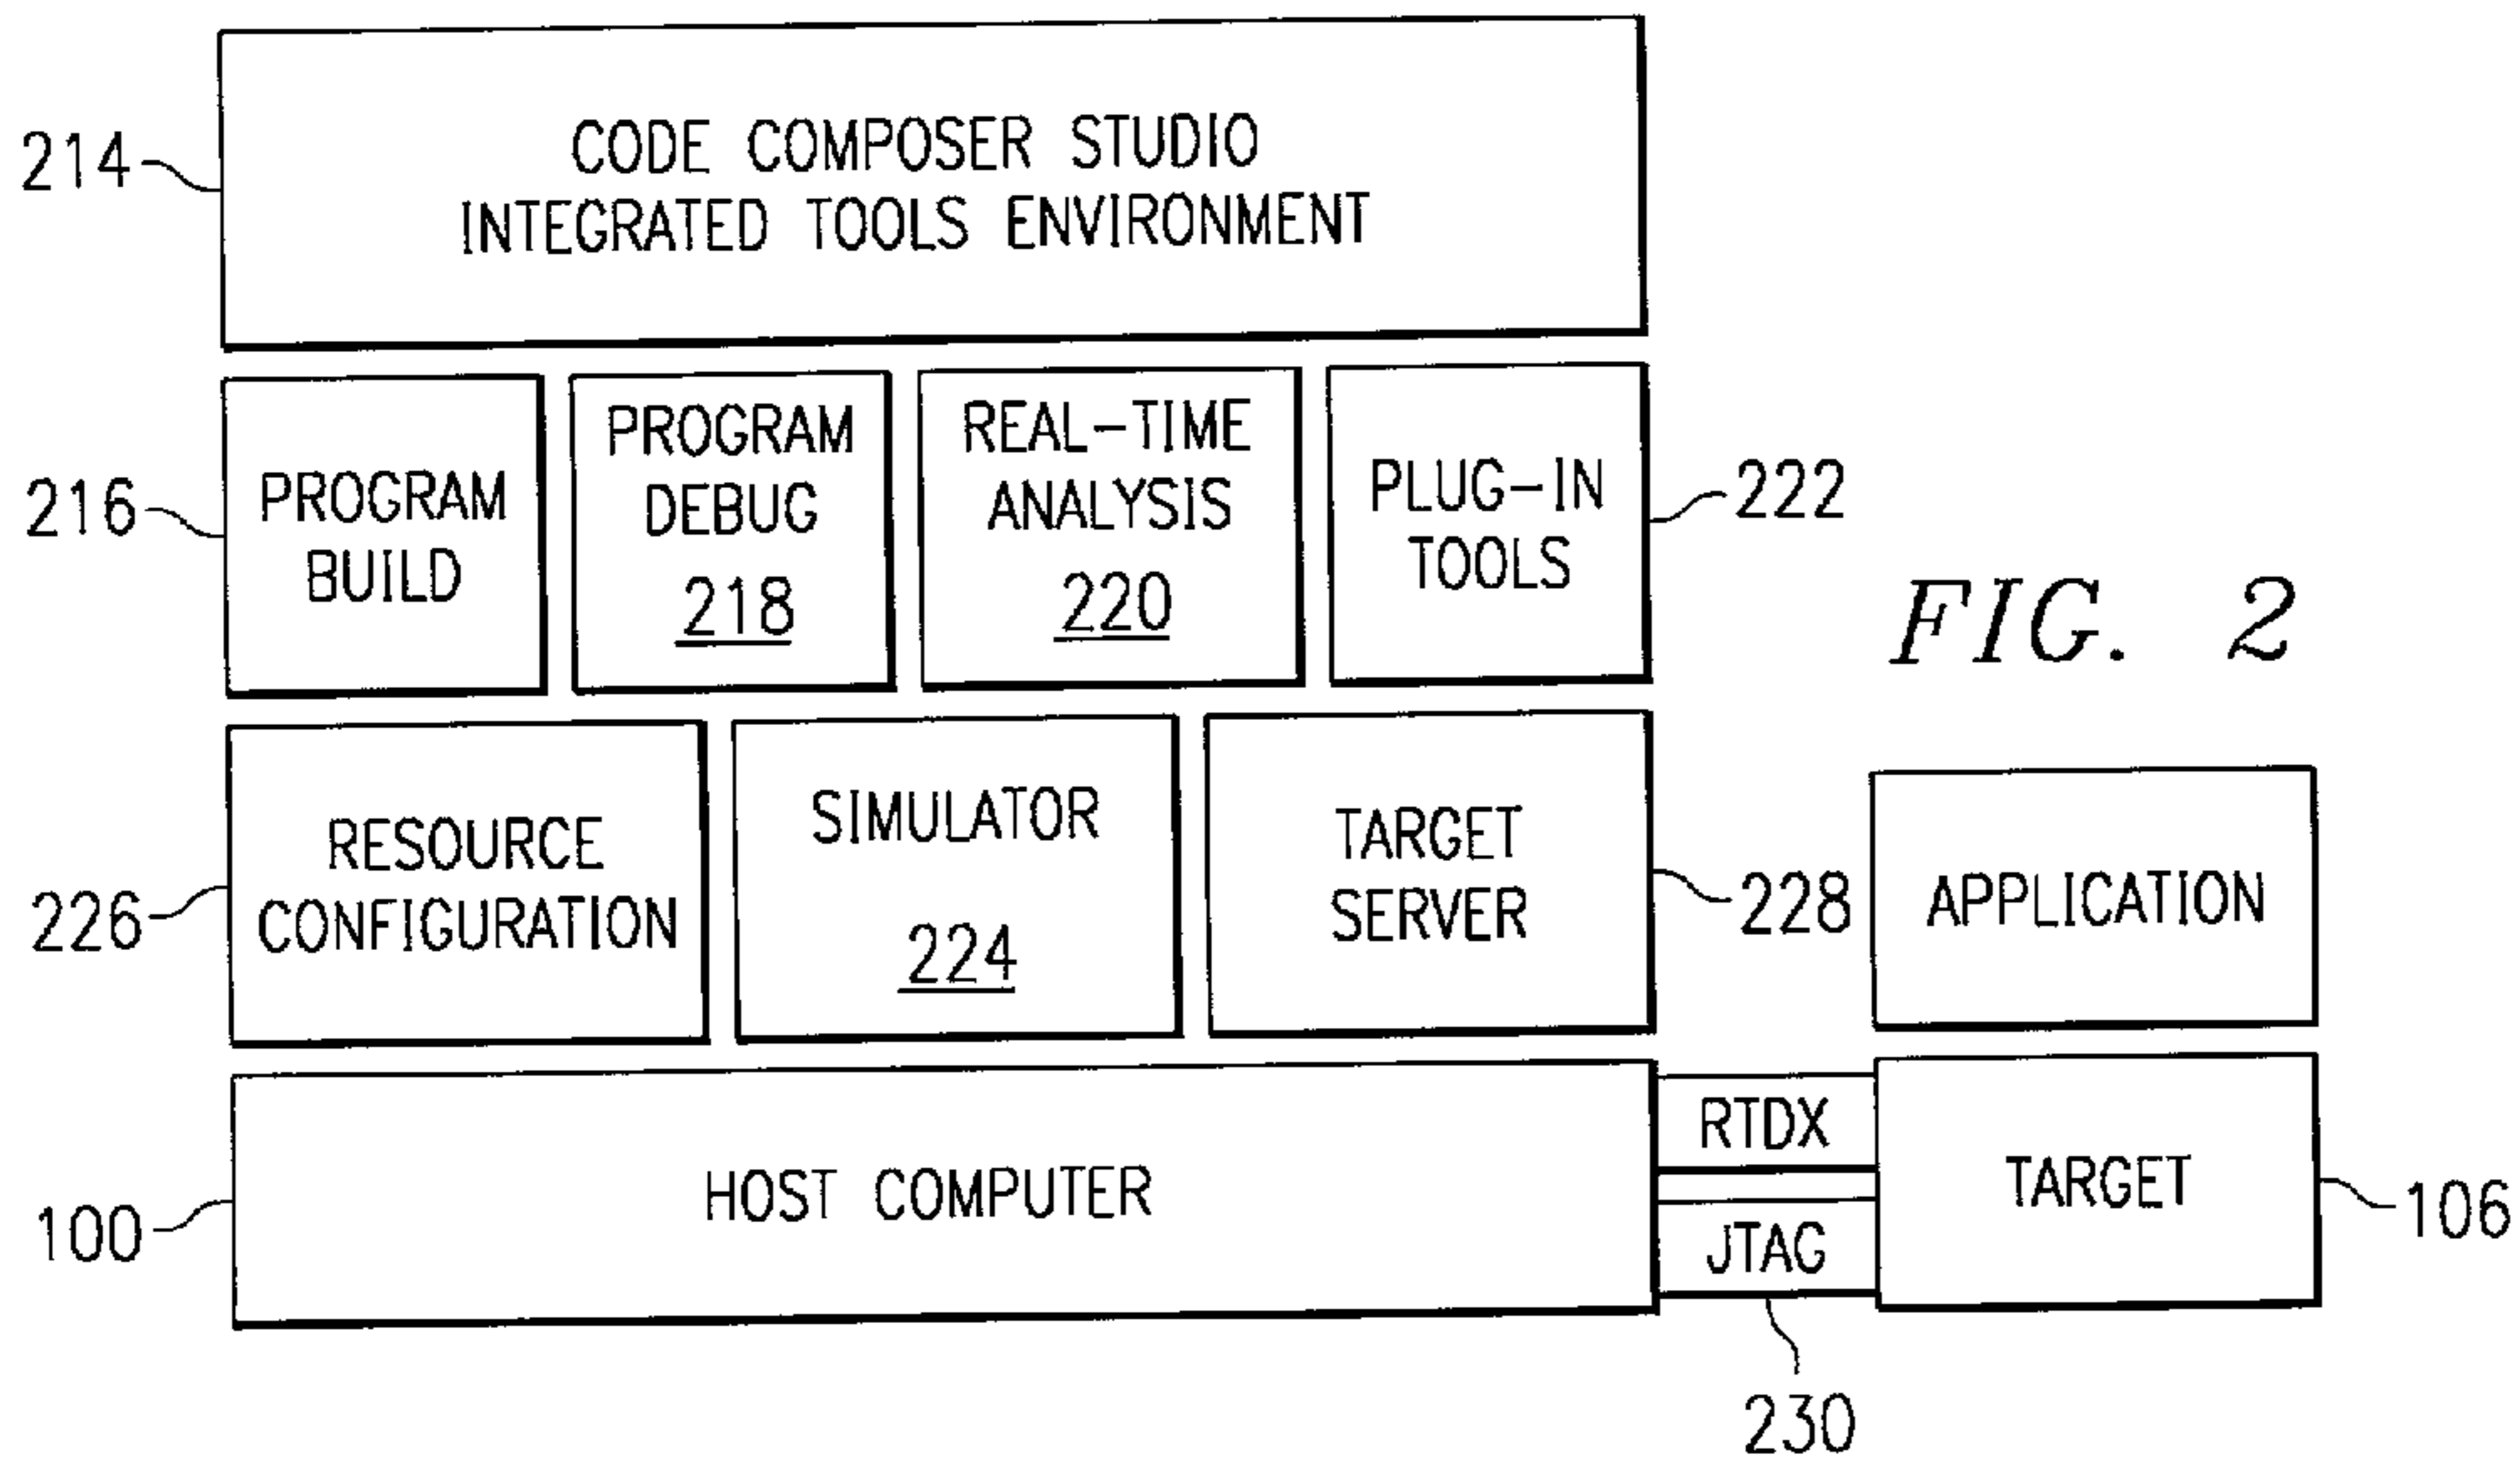 CODE COMPOSER STUDIO
INTEGRATED TOOLS ENVIRONMENT
214
PROGRAM
BUILD
216
PROGRAM
DEBUG
218
REAL-TIME
ANALYSIS
220
PLUG-IN
TOOLS
222
FIG. 2
RESOURCE
CONFIGURATION
226
SIMULATOR
224
TARGET
SERVER
228
APPLICATION
HOST COMPUTER
100
RTDX
JTAG
230
TARGET
106